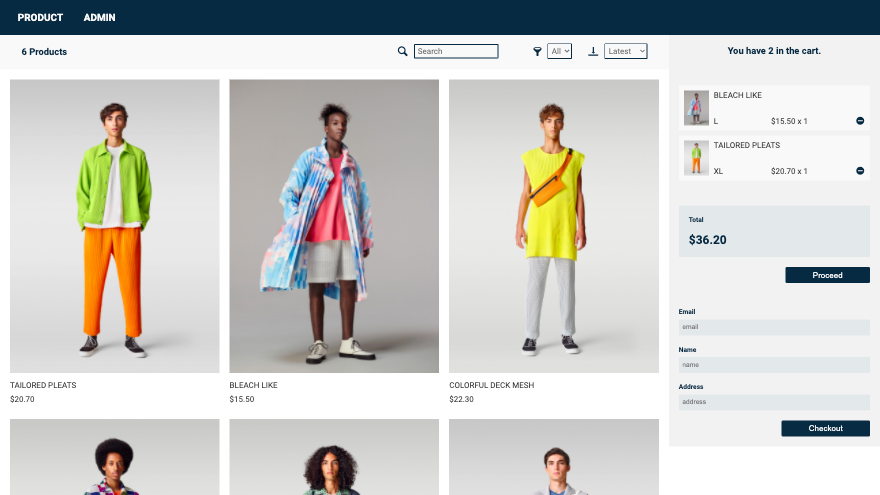 PRODUCT ADMIN
6 Products
Search
All
Latest
You have 2 in the cart.
BLEACH LIKE
L $15.50 x 1
TAILORED PLEATS
XL $20.70 x 1
Total
$36.20
Proceed
Email
email
Name
name
Address
address
Checkout
TAILORED PLEATS
$20.70
BLEACH LIKE
$15.50
COLORFUL DECK MESH
$22.30